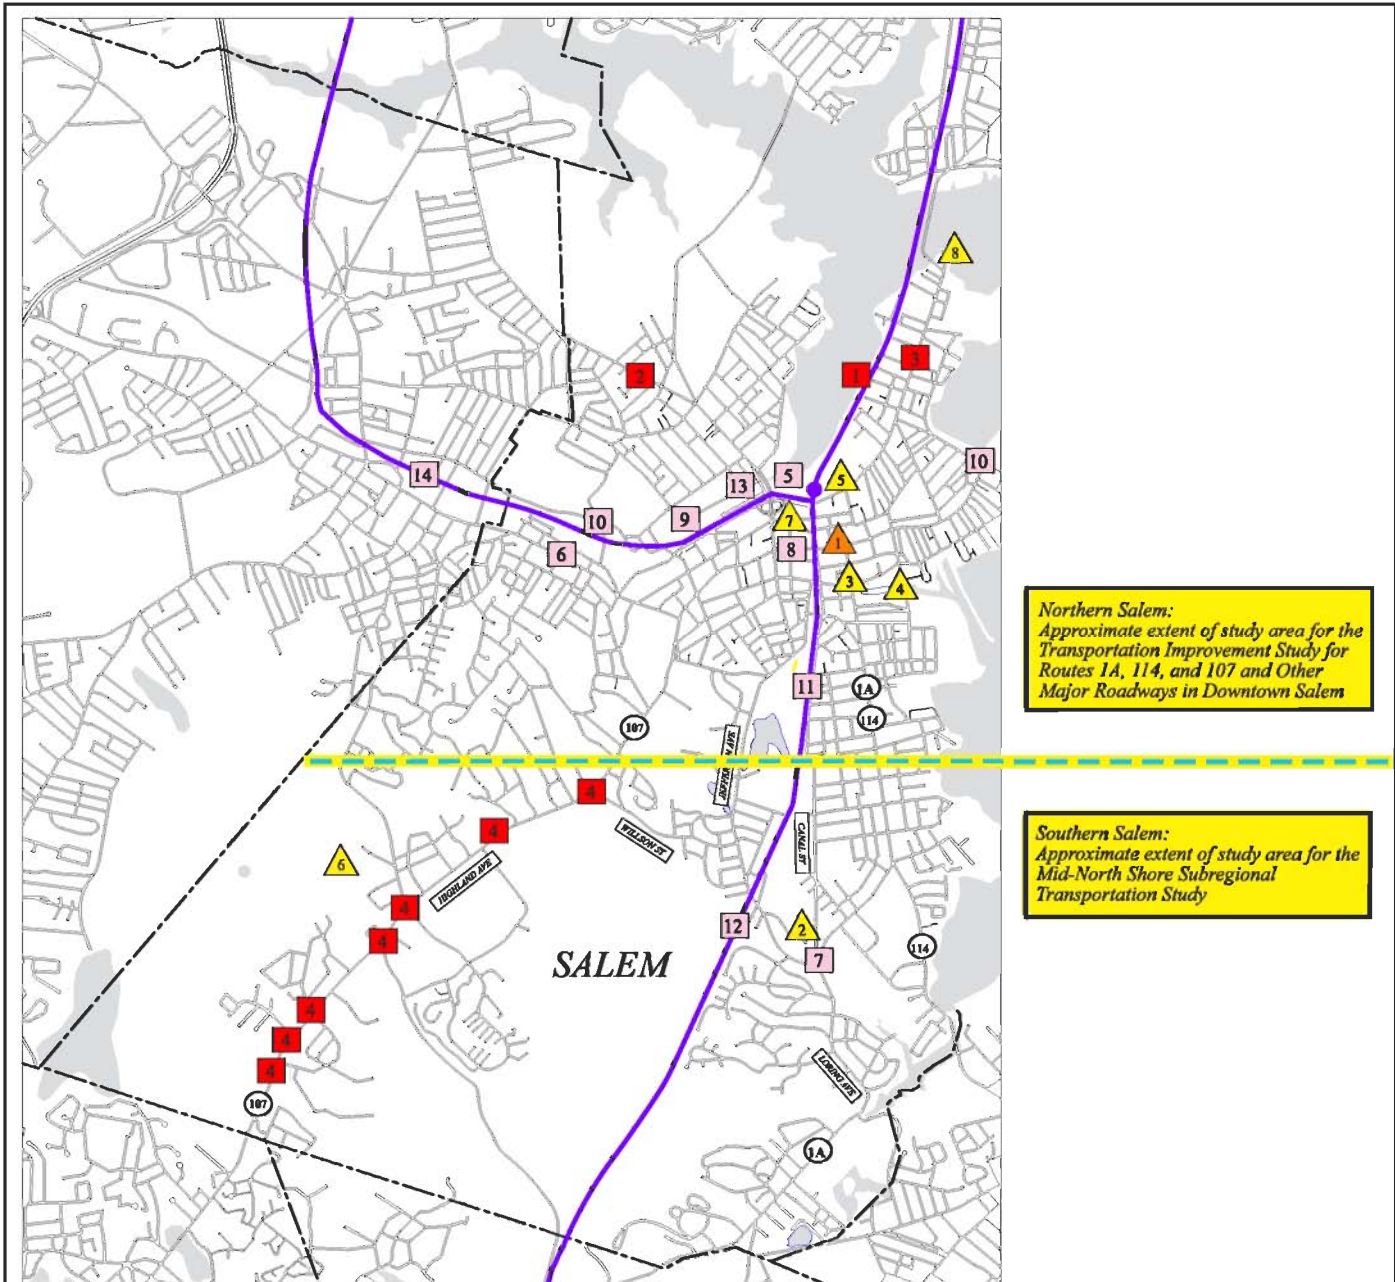 8
3
2
1
10
14
5
5
13
7
9
10
1
8
6
3
4
Northern Salem:
Approximate extent of study area for the
Transportation Improvement Study for
Routes 1A, 114, and 107 and Other
Major Roadways in Downtown Salem
11
1A
114
107
4
Southern Salem:
Approximate extent of study area for the
Mid-North Shore Subregional
Transportation Study
4
WILLSON ST
CANAL ST
6
HIGHLAND AVE
4
12
2
4
114
7
SALEM
4
4
4
LORING AVE
107
1A